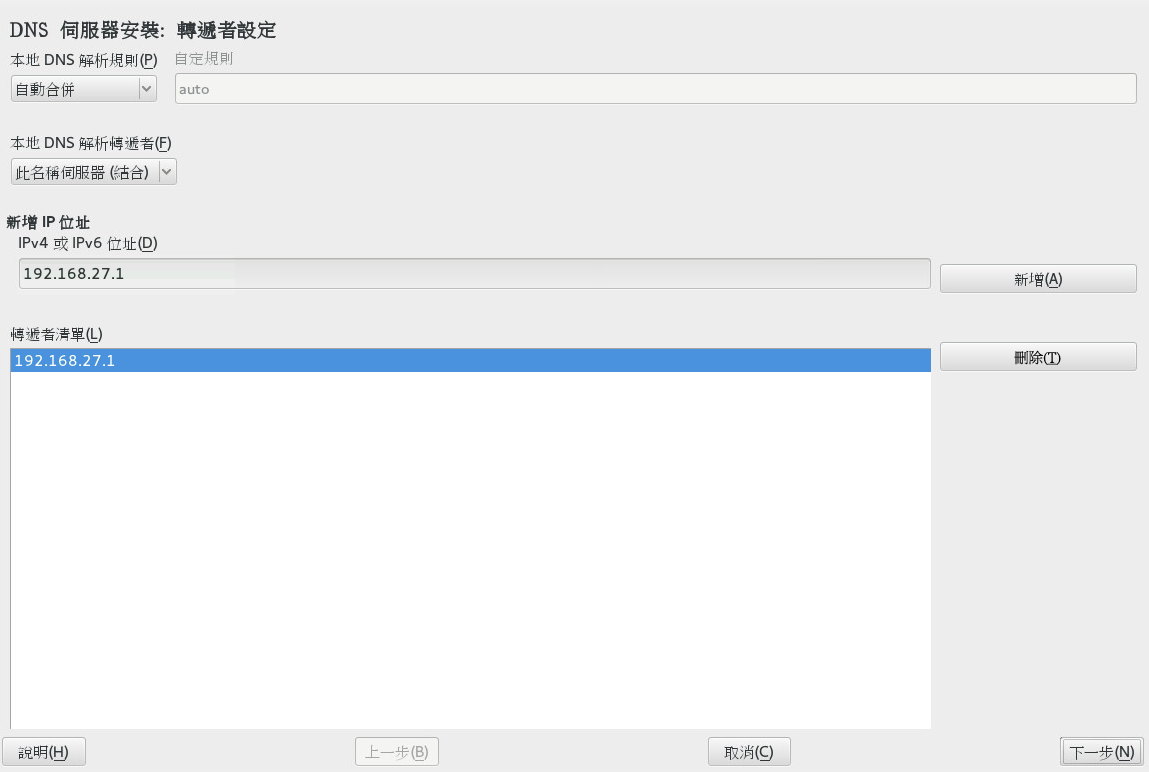 DNS 伺服器安裝: 轉遞者設定
本地 DNS 解析規則(P) 自定規則
自動合併 auto
本地 DNS 解析轉遞者(F)
此名稱伺服器 (結合)
新增 IP 位址
IPv4 或 IPv6 位址(D)
192.168.27.1 新增(A)
轉遞者清單(L)
192.168.27.1 刪除(T)
說明(H) 上一步(B) 取消(C) 下一步(N)